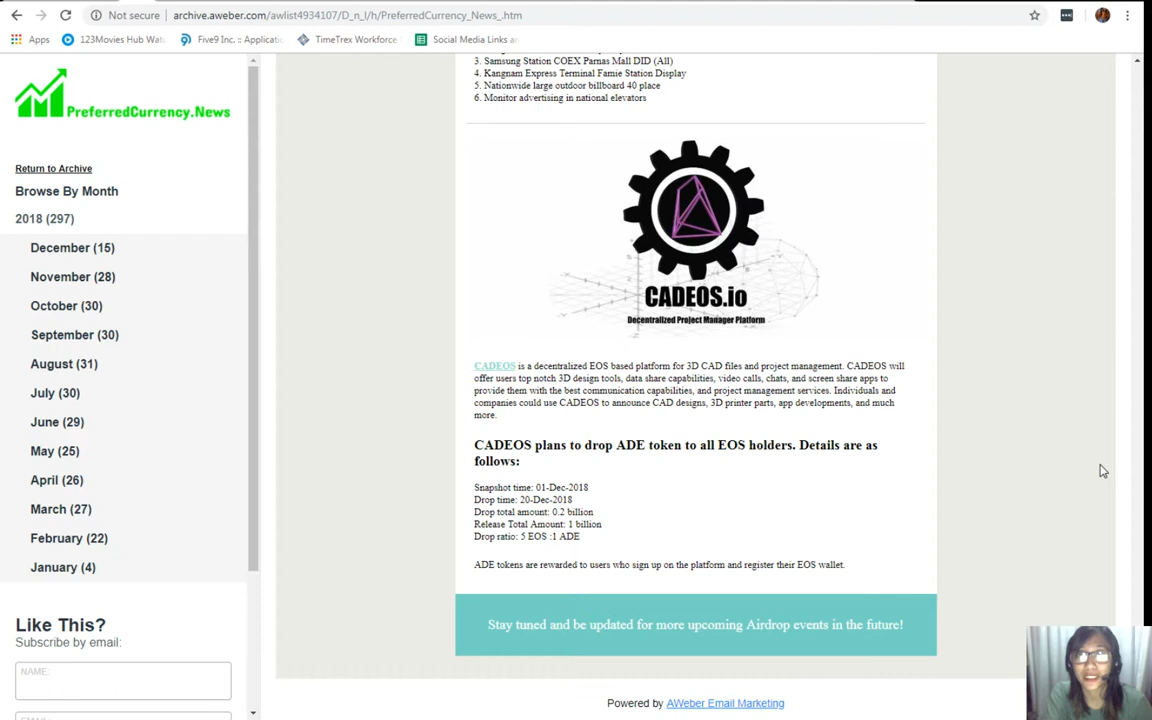 Not secure | archive.aweber.com/awlist4934107/D_n_I/h/PreferredCurrency_News_.htm
Apps 123Movies Hub Wat Five9 Inc. :: Applicati TimeTrex Workforce Social Media Links a
PreferredCurrency.News
Return to Archive
Browse By Month
2018 (297)
December (15)
November (28)
October (30)
September (30)
August (31)
July (30)
June (29)
May (25)
April (26)
March (27)
February (22)
January (4)
Like This?
Subscribe by email:
NAME:
3. Samsung Station COEX Parnas Mall DID (All)
4. Kangnam Express Terminal Famie Station Display
5. Nationwide large outdoor billboard 40 place
6. Monitor advertising in national elevators
CADEOS.io
Decentralized Project Manager Platform
CADEOS is a decentralized EOS based platform for 3D CAD files and project management. CADEOS will
offer users top notch 3D design tools, data share capabilities, video calls, chats, and screen share apps to
provide them with the best communication capabilities, and project management services. Individuals and
companies could use CADEOS to announce CAD designs, 3D printer parts, app developments, and much
more.
CADEOS plans to drop ADE token to all EOS holders. Details are as
follows:
Snapshot time: 01-Dec-2018
Drop time: 20-Dec-2018
Drop total amount: 0.2 billion
Release Total Amount: 1 billion
Drop ratio: 5 EOS :1 ADE
ADE tokens are rewarded to users who sign up on the platform and register their EOS wallet.
Stay tuned and be updated for more upcoming Airdrop events in the future!
Powered by AWeber Email Marketing